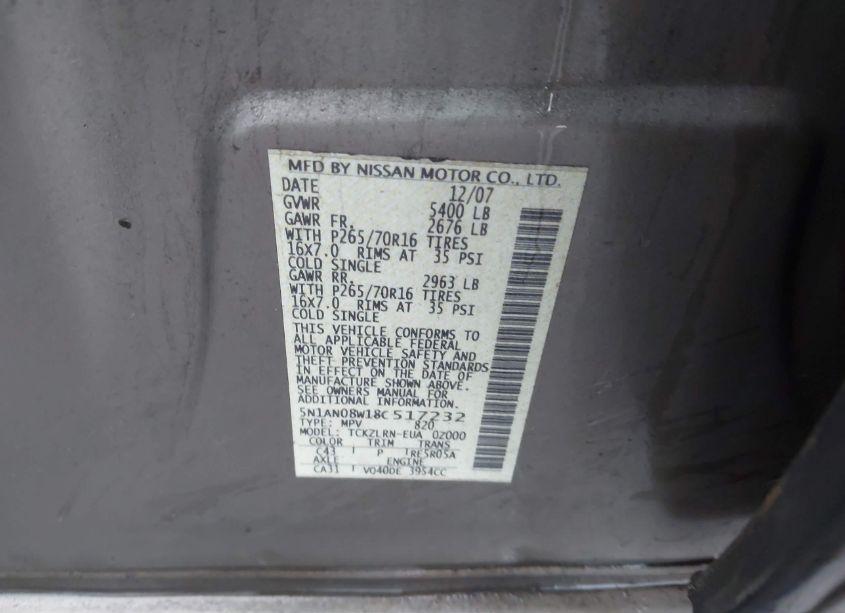 MFD BY NISSAN MOTOR CO., LTD.
DATE 12/07
GVWR 5400 LB
GAWR FR. 2676 LB
WITH P265/70R16 TIRES
16X7.0 RIMS AT 35 PSI
COLD SINGLE
GAWR RR. 2963 LB
WITH P265/70R16 TIRES
16X7.0 RIMS AT 35 PSI
COLD SINGLE
THIS VEHICLE CONFORMS TO
ALL APPLICABLE FEDERAL
MOTOR VEHICLE SAFETY AND
THEFT PREVENTION STANDARDS
IN EFFECT ON THE DATE OF
MANUFACTURE SHOWN ABOVE.
SEE OWNERS MANUAL FOR
ADDITIONAL INFORMATION.
5N1AN08W18C517232
TYPE: MPV 820
MODEL: TCKZLRN-EUA 02000
COLOR TRIM TRANS
C43 P TRE5R05A
AXLE ENGINE
CA31 VQ40DE 3954CC